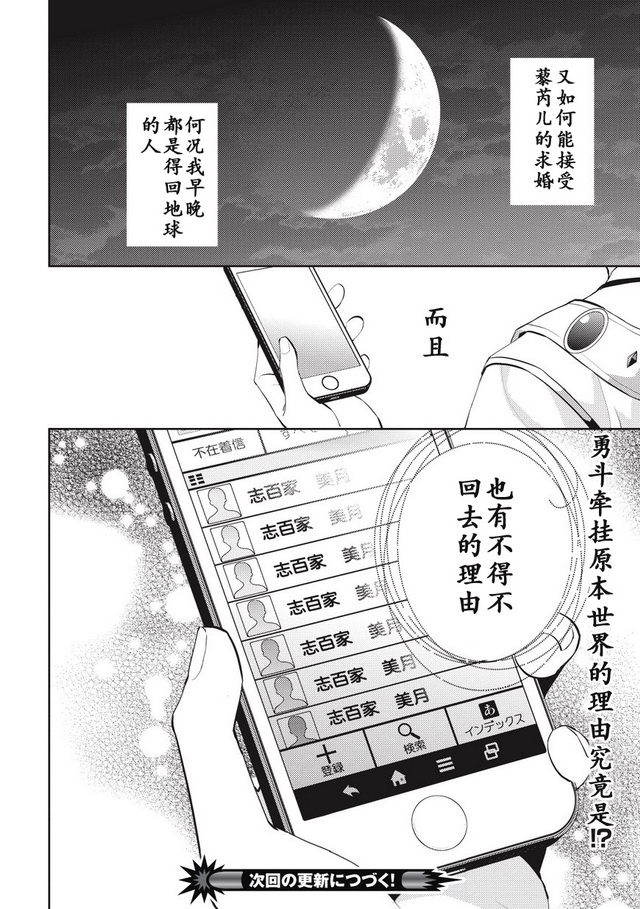 又如何能接受
藜芮儿的求婚
何况我早晚
都是得回地球
的人
而且
也有不得不
回去的理由
勇斗牵挂原本世界的理由究竟是!?
不在着信
すべて
志百家 美月
志百家 美月
志百家 美月
志百家 美月
志百家 美月
志百家 美月
志百家 美月
登録
検索
あ
インデックス
次回の更新につづく!